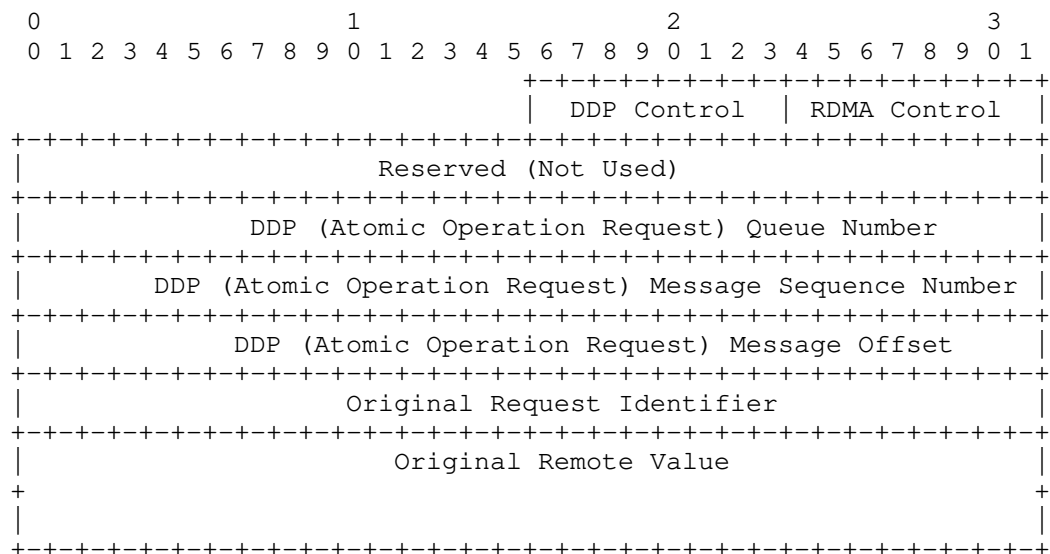 0                   1                   2                   3
 0 1 2 3 4 5 6 7 8 9 0 1 2 3 4 5 6 7 8 9 0 1 2 3 4 5 6 7 8 9 0 1
                                +-+-+-+-+-+-+-+-+-+-+-+-+-+-+-+-+
                                |  DDP Control  | RDMA Control  |
+-+-+-+-+-+-+-+-+-+-+-+-+-+-+-+-+-+-+-+-+-+-+-+-+-+-+-+-+-+-+-+-+
|                      Reserved (Not Used)                      |
+-+-+-+-+-+-+-+-+-+-+-+-+-+-+-+-+-+-+-+-+-+-+-+-+-+-+-+-+-+-+-+-+
|              DDP (Atomic Operation Request) Queue Number      |
+-+-+-+-+-+-+-+-+-+-+-+-+-+-+-+-+-+-+-+-+-+-+-+-+-+-+-+-+-+-+-+-+
|        DDP (Atomic Operation Request) Message Sequence Number |
+-+-+-+-+-+-+-+-+-+-+-+-+-+-+-+-+-+-+-+-+-+-+-+-+-+-+-+-+-+-+-+-+
|             DDP (Atomic Operation Request) Message Offset     |
+-+-+-+-+-+-+-+-+-+-+-+-+-+-+-+-+-+-+-+-+-+-+-+-+-+-+-+-+-+-+-+-+
|                    Original Request Identifier                |
+-+-+-+-+-+-+-+-+-+-+-+-+-+-+-+-+-+-+-+-+-+-+-+-+-+-+-+-+-+-+-+-+
|                       Original Remote Value                   |
+                                                               +
|                                                               |
+-+-+-+-+-+-+-+-+-+-+-+-+-+-+-+-+-+-+-+-+-+-+-+-+-+-+-+-+-+-+-+-+